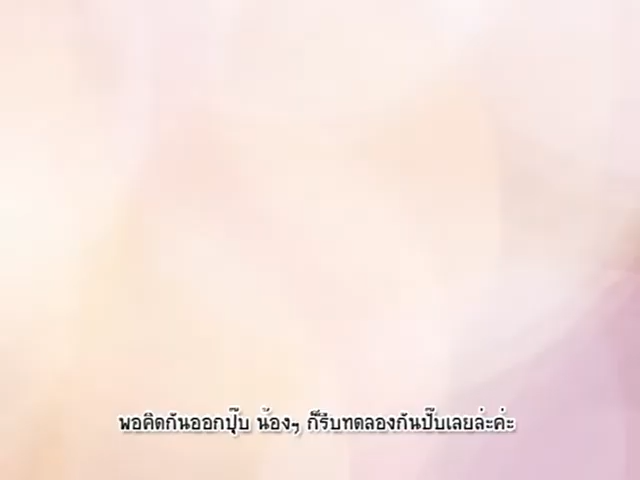 พอคิดกันออกปุ๊บ น้องๆ ก็รีบทดลองกันปั๊บเลยล่ะค่ะ